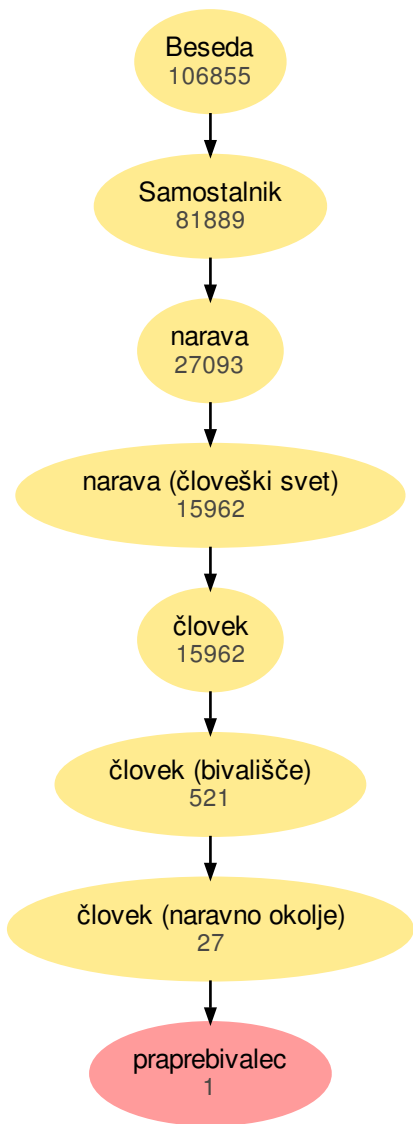 Beseda
106855
Samostalnik
81889
narava
27093
narava (človeški svet)
15962
človek
15962
človek (bivališče)
521
človek (naravno okolje)
27
praprebivalec
1